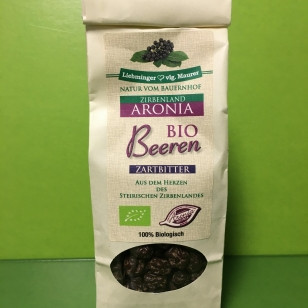 Liebminger vlg. Maurer
NATUR VOM BAUERNHOF
ZIRBENLAND
ARONIA
BIO
Beeren
ZARTBITTER
AUS DEM HERZEN
DES
STEIRISCHEN ZIRBENLANDES
100% Biologisch